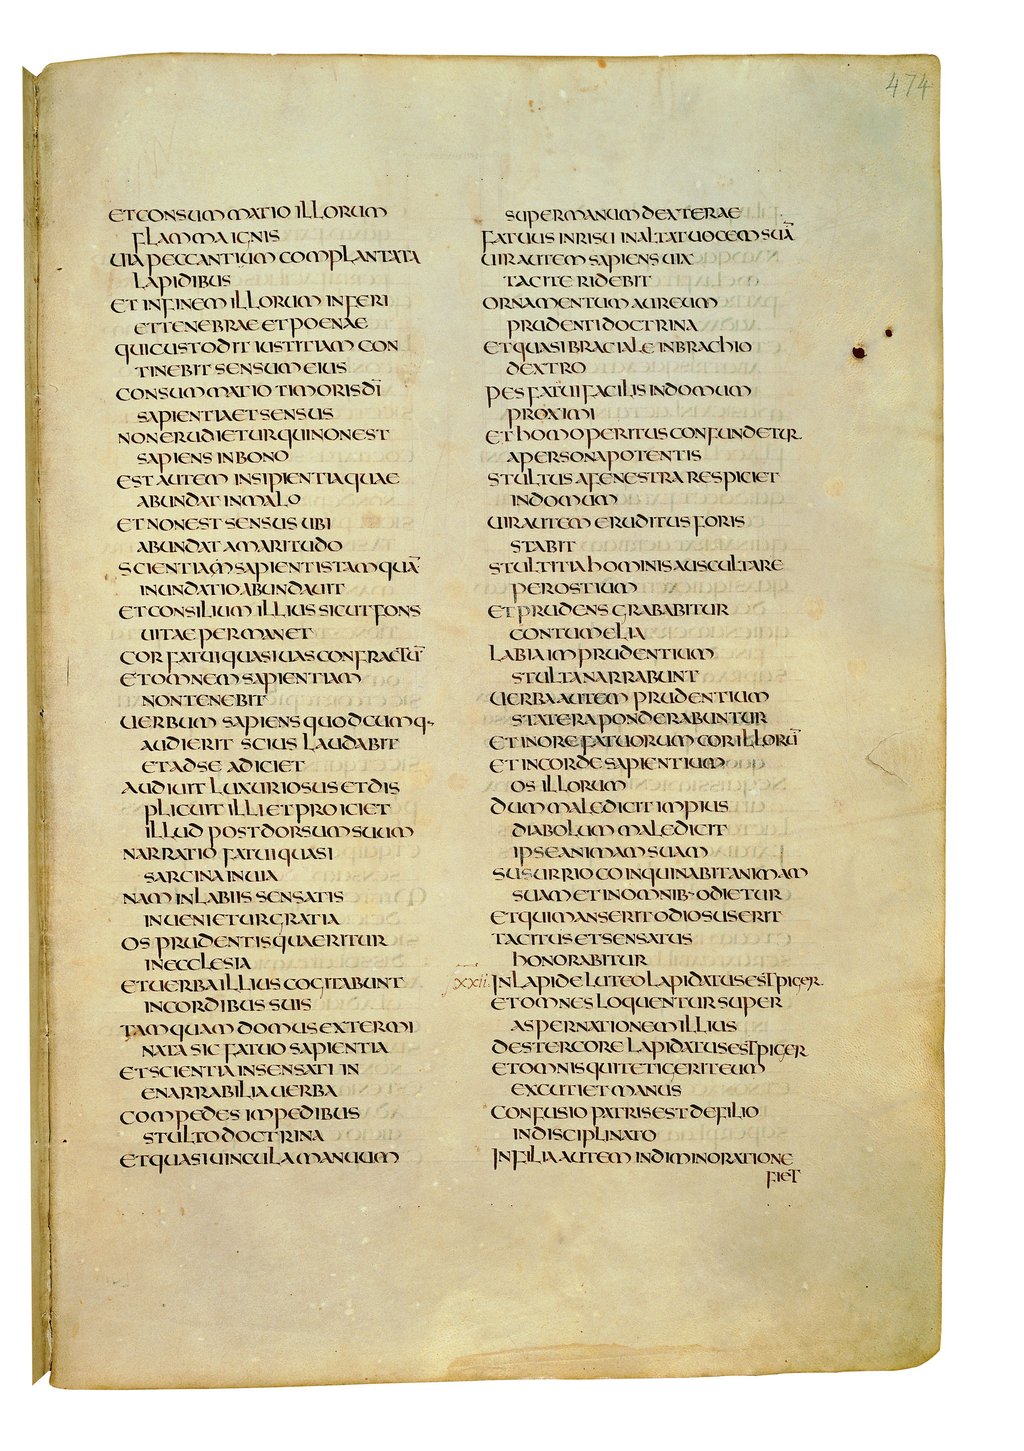 474
ET CONSUMMATIO ILLORUM
FLAMMA IGNIS
UIA PECCANTIUM COMPLANTATA
LAPIDIBUS
ET IN FINEM ILLORUM INFERI
ET TENEBRAE ET POENAE
QUI CUSTODIT IUSTITIAM CON
TINEBIT SENSUM EIUS
CONSUMMATIO TIMORIS DI̅
SAPIENTIA ET SENSUS
NON ERUDIETUR QUI NON EST
SAPIENS IN BONO
EST AUTEM INSIPIENTIA QUAE
ABUNDAT IN MALO
ET NON EST SENSUS UBI
ABUNDAT AMARITUDO
SCIENTIA SAPIENTIS TAMQUA̅
INUNDATIO ABUNDAUIT
ET CONSILIUM ILLIUS SICUT FONS
UITAE PERMANET
COR FATUI QUASI UAS CONFRACTU̅
ET OMNEM SAPIENTIAM
NON TENEBIT
UERBUM SAPIENS QUODCUMQ·
AUDIERIT SCIUS LAUDABIT
ET AD SE ADICIET
AUDIUIT LUXURIOSUS ET DIS
PLICUIT ILLI ET PROICIET
ILLUD POST DORSUM SUUM
NARRATIO FATUI QUASI
SARCINA IN UIA
NAM IN LABIIS SENSATIS
INUENIETUR GRATIA
OS PRUDENTIS QUAERITUR
IN ECCLESIA
ET UERBA ILLIUS COGITABUNT
IN CORDIBUS SUIS
TAMQUAM DOMUS EXTERMI
NATA SIC FATUO SAPIENTIA
ET SCIENTIA INSENSATI IN
ENARRABILIA UERBA
COMPEDES IM PEDIBUS
STULTO DOCTRINA
ET QUASI UINCULA MANUUM
SUPER MANUM DEXTERAE
FATUUS IN RISU INALTAT UOCEM SUA̅
UIR AUTEM SAPIENS UIX
TACITE RIDEBIT
ORNAMENTUM AUREUM
PRUDENTI DOCTRINA
ET QUASI BRACIALE IN BRACHIO
DEXTRO
PES FATUI FACILIS IN DOMUM
PROXIMI
ET HOMO PERITUS CONFUNDETUR
A PERSONA POTENTIS
STULTUS A FENESTRA RESPICIET
IN DOMUM
UIR AUTEM ERUDITUS FORIS
STABIT
STULTITIA HOMINIS AUSCULTARE
PER OSTIUM
ET PRUDENS GRABABITUR
CONTUMELIA
LABIA IMPRUDENTIUM
STULTA NARRABUNT
UERBA AUTEM PRUDENTIUM
STATERA PONDERABUNTUR
ET IN ORE FATUORUM COR ILLORU̅
ET IN CORDE SAPIENTIUM
OS ILLORUM
DUM MALEDICIT IMPIUS
DIABOLUM MALEDICIT
IPSE ANIMAM SUAM
SUSURRIO COINQUINABIT ANIMAM
SUAM ET IN OMNIB· ODIETUR
ET QUI MANSERIT ODIOSUS ERIT
TACITUS ET SENSATUS
HONORABITUR
xxii. IN LAPIDE LUTEO LAPIDATUS EST PIGER
ET OMNES LOQUENTUR SUPER
ASPERNATIONEM ILLIUS
DE STERCORE LAPIDATUS EST PIGER
ET OMNIS QUI TETIGERIT EUM
EXCUTIET MANUS
CONFUSIO PATRIS EST DE FILIO
INDISCIPLINATO
IN FILIA AUTEM IN DIMINORATIONE
FIET